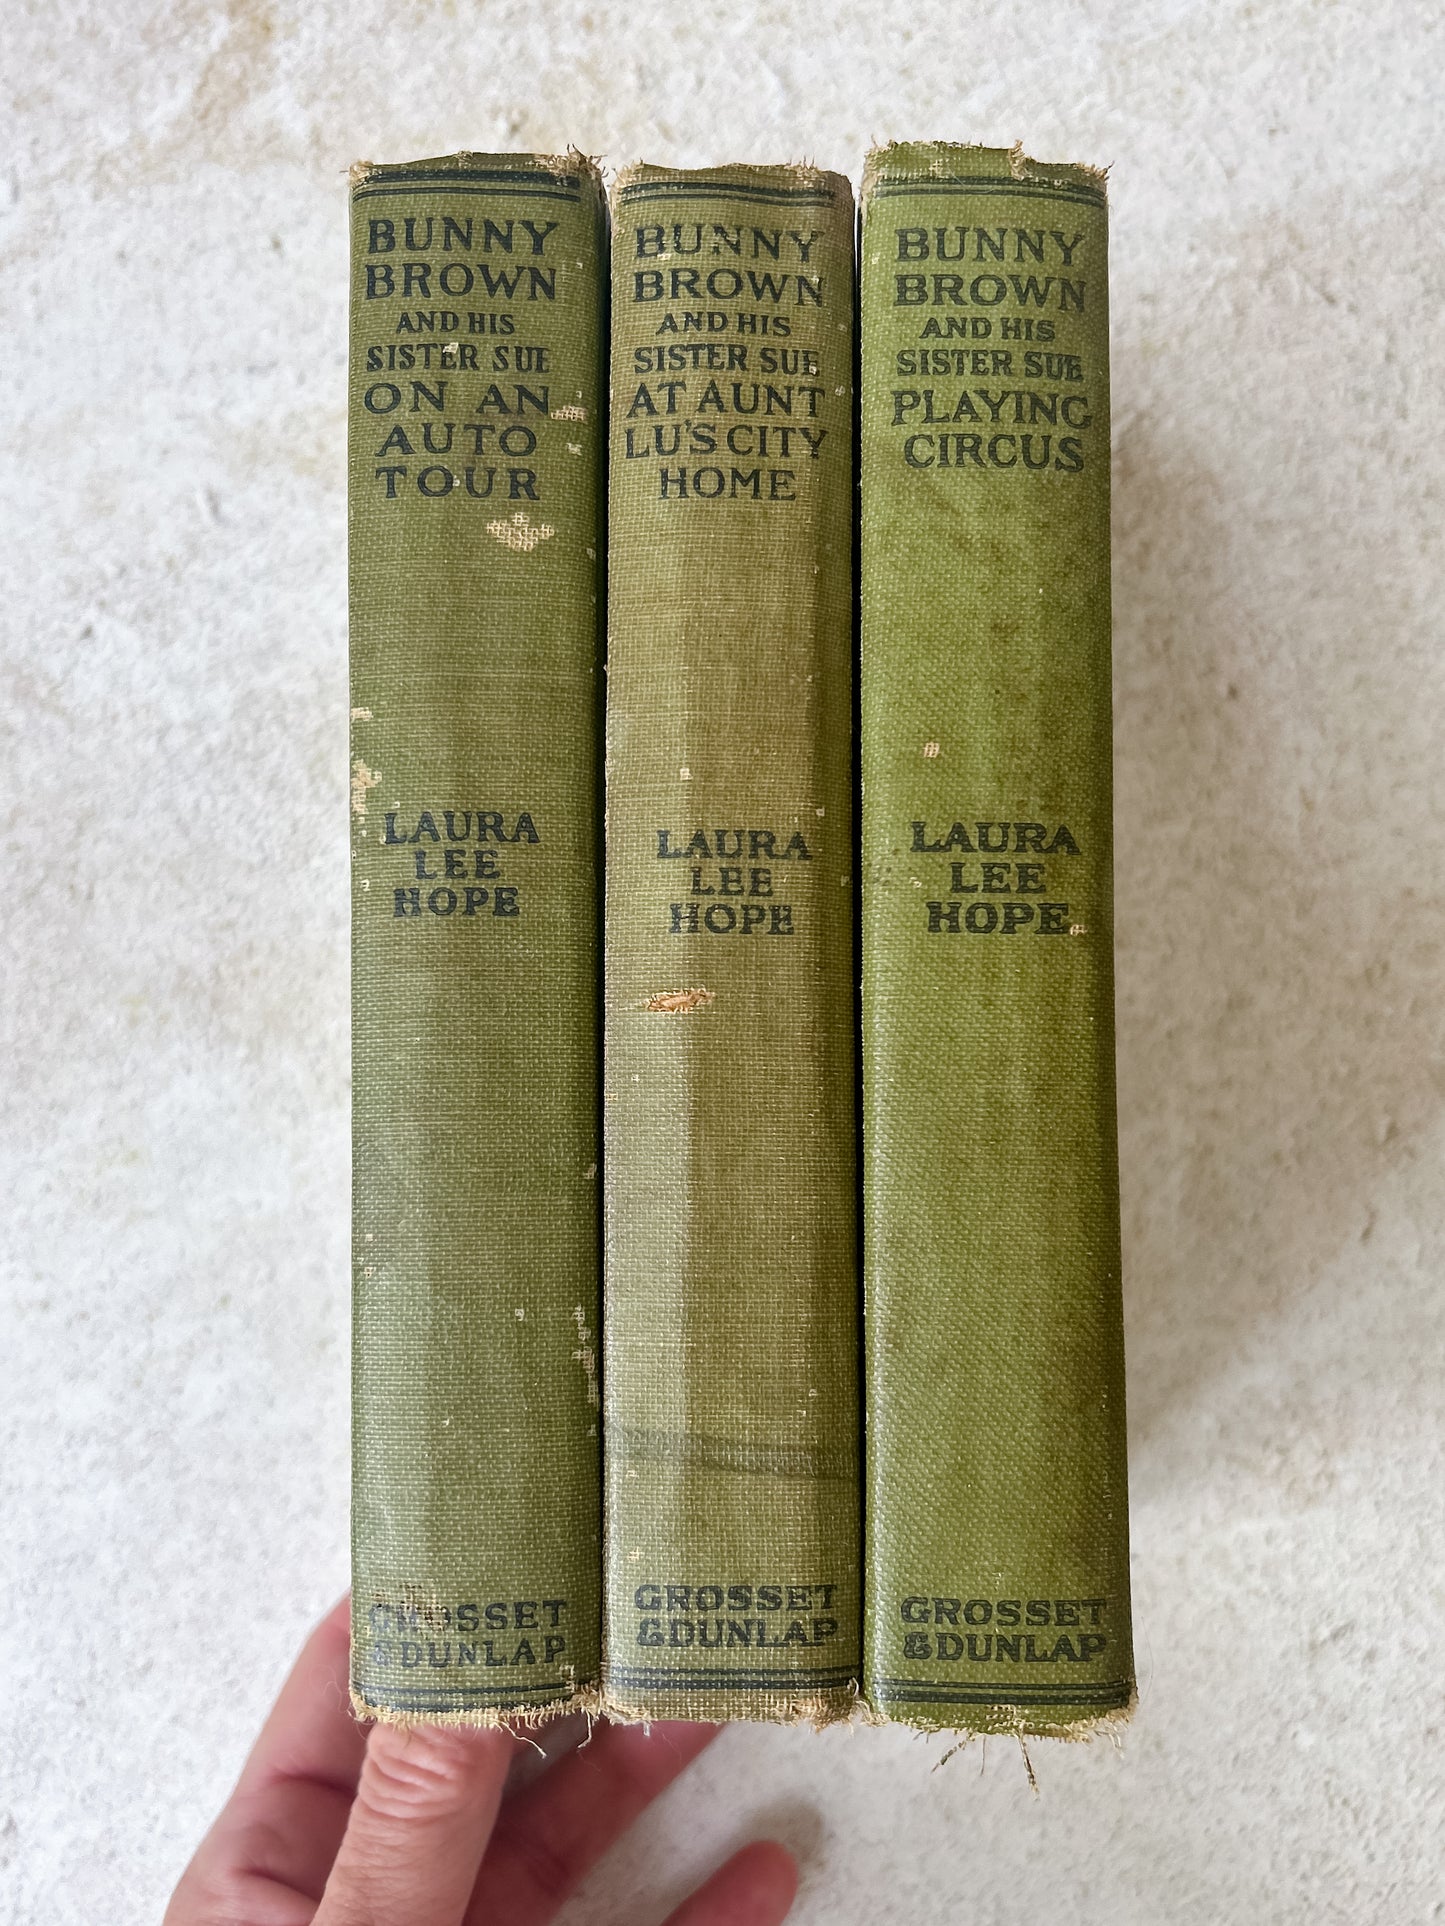 BUNNY
BROWN
AND HIS
SISTER SUE
ON AN
AUTO
TOUR
LAURA
LEE
HOPE
GROSSET
& DUNLAP
BUNNY
BROWN
AND HIS
SISTER SUE
AT AUNT
LU'S CITY
HOME
LAURA
LEE
HOPE
GROSSET
& DUNLAP
BUNNY
BROWN
AND HIS
SISTER SUE
PLAYING
CIRCUS
LAURA
LEE
HOPE
GROSSET
& DUNLAP